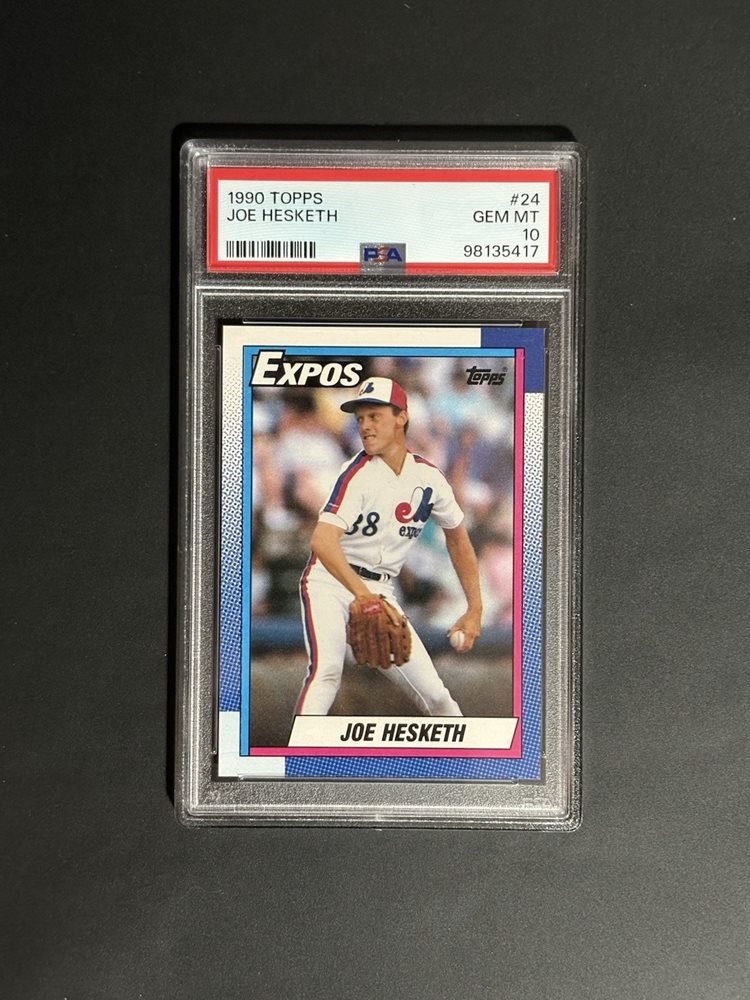 1990 TOPPS #24
JOE HESKETH GEM MT
10
98135417
PSA
EXPOS
topps®
38
expos
JOE HESKETH